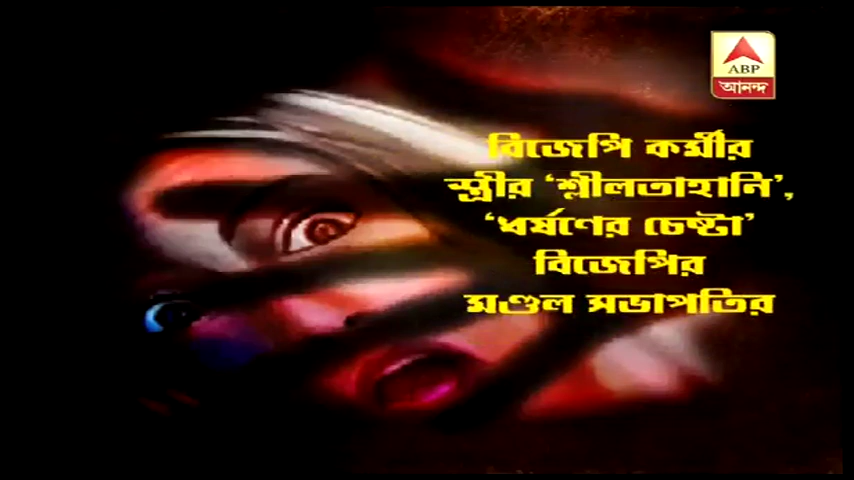 ABP
আনন্দ
বিজেপি কর্মীর
স্ত্রীর ‘শ্লীলতাহানি’,
‘ধর্ষণের চেষ্টা’
বিজেপির
মণ্ডল সভাপতির